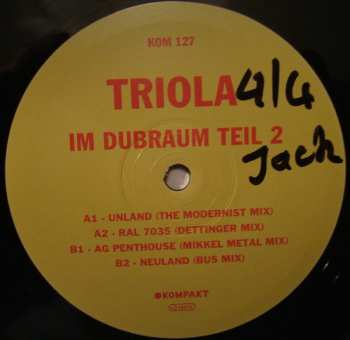 KOM 127
TRIOLA 4/4
IM DUBRAUM TEIL 2
Jack
A1 - UNLAND (THE MODERNIST MIX)
A2 - RAL 7035 (DETTINGER MIX)
B1 - AG PENTHOUSE (MIKKEL METAL MIX)
B2 - NEULAND (BUS MIX)
KOMPAKT